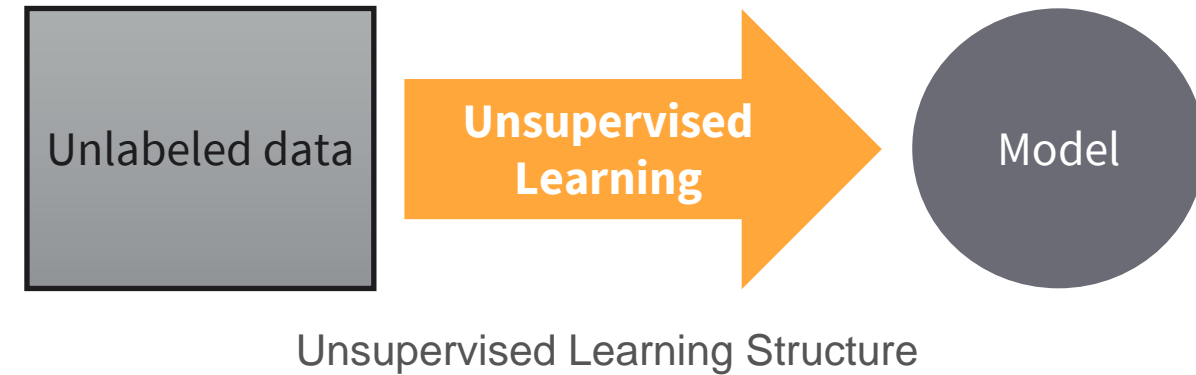 Unlabeled data
Unsupervised
Learning
Model
Unsupervised Learning Structure